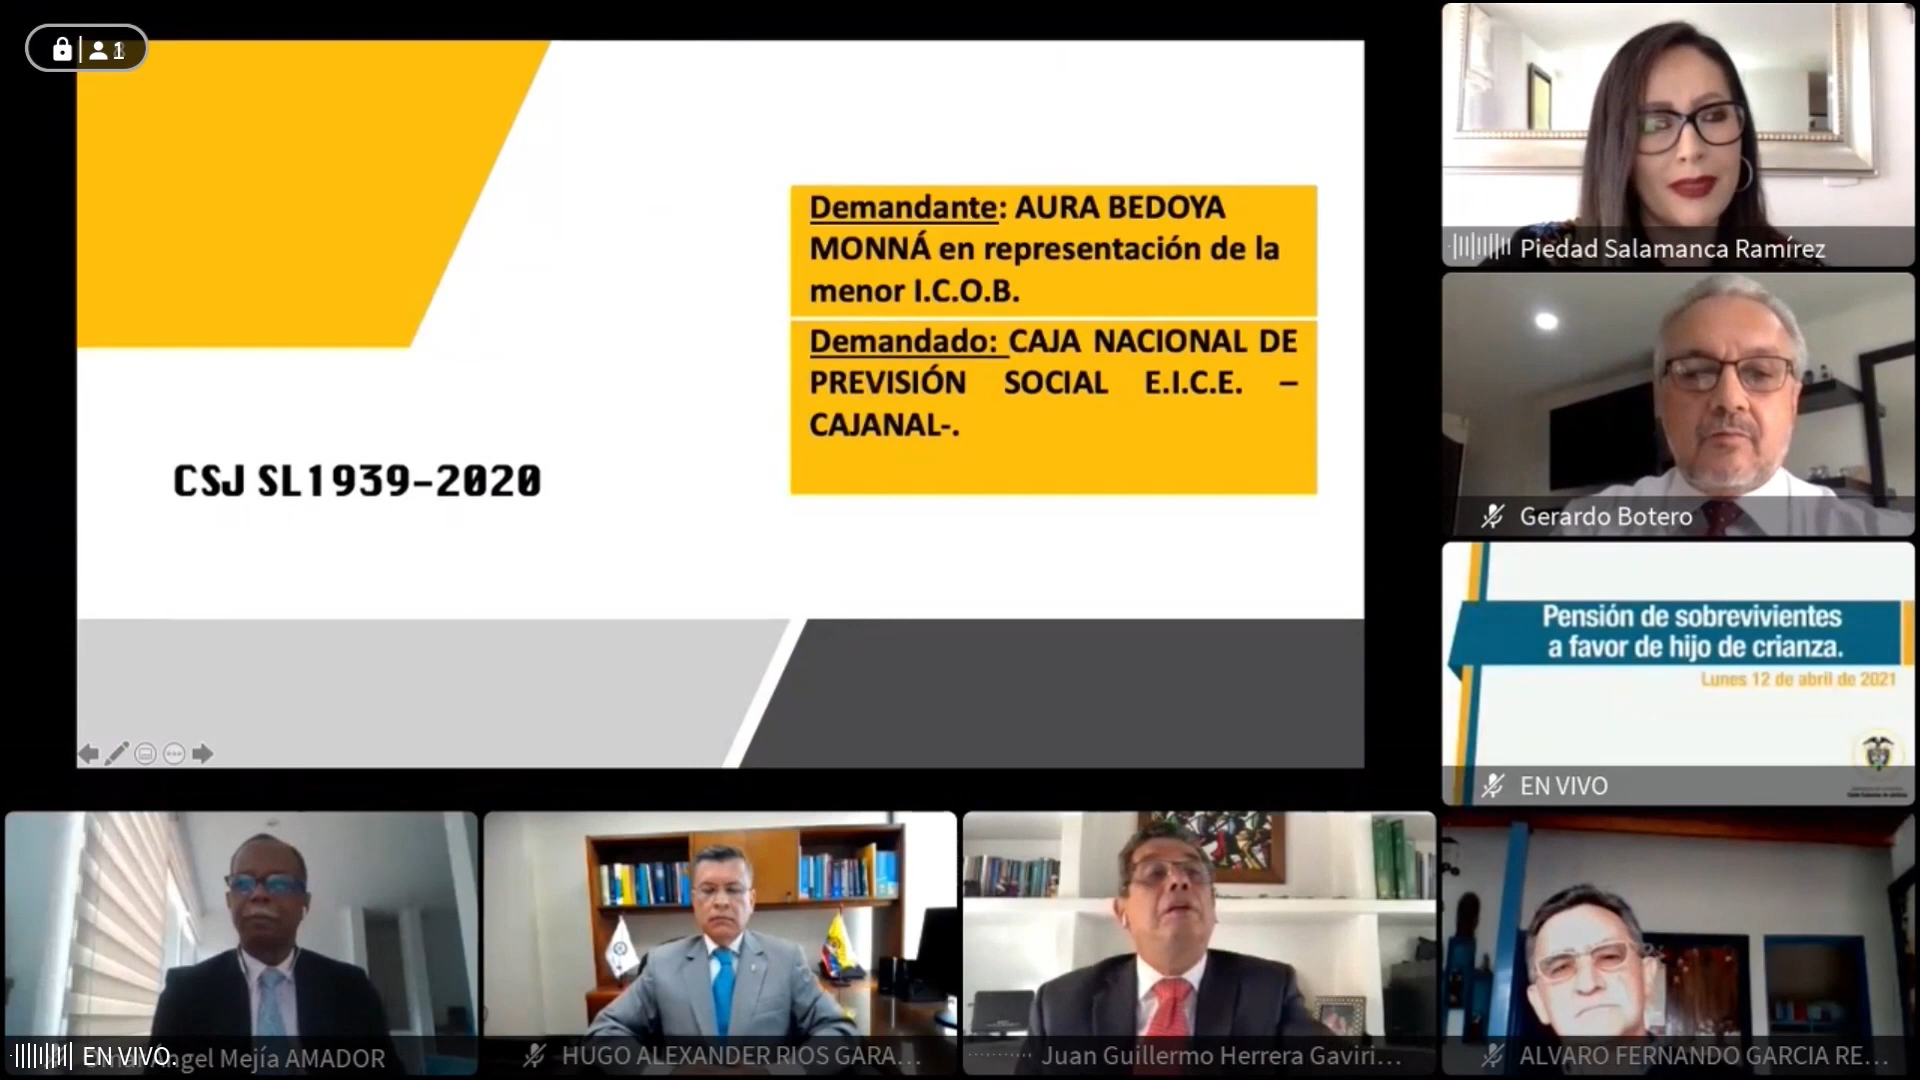 1
Demandante: AURA BEDOYA
MONNÁ en representación de la
menor I.C.O.B.
Demandado: CAJA NACIONAL DE
PREVISIÓN SOCIAL E.I.C.E. –
CAJANAL-.
CSJ SL1939-2020
Piedad Salamanca Ramírez
Gerardo Botero
Pensión de sobrevivientes
a favor de hijo de crianza.
Lunes 12 de abril de 2021
EN VIVO
EN VIVO.
Ángel Mejía AMADOR
HUGO ALEXANDER RIOS GARA...
Juan Guillermo Herrera Gaviri...
ALVARO FERNANDO GARCIA RE...